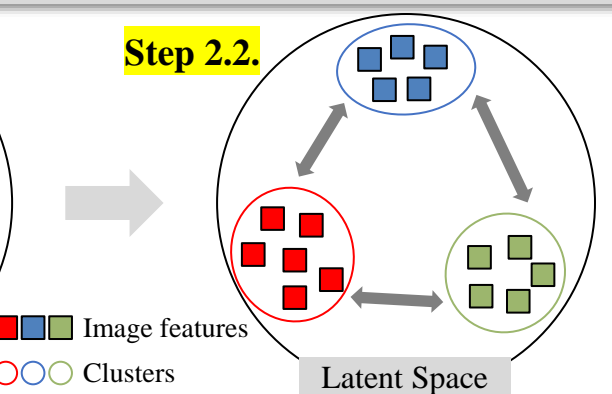 Step 2.2.
Image features
Clusters
Latent Space